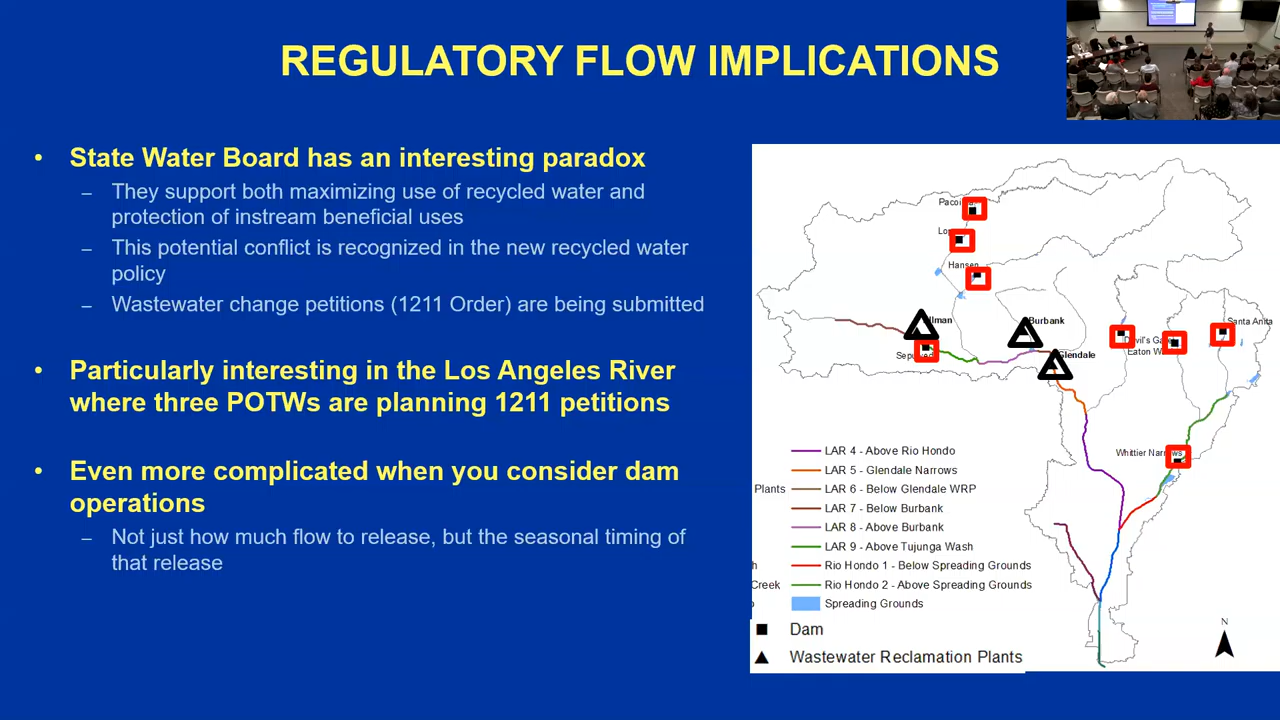 REGULATORY FLOW IMPLICATIONS
• State Water Board has an interesting paradox
– They support both maximizing use of recycled water and
protection of instream beneficial uses
– This potential conflict is recognized in the new recycled water
policy
– Wastewater change petitions (1211 Order) are being submitted
• Particularly interesting in the Los Angeles River
where three POTWs are planning 1211 petitions
• Even more complicated when you consider dam
operations
– Not just how much flow to release, but the seasonal timing of
that release
Hansen
Burbank
Glendale
Santa Anita
Whittier Narrows
LAR 4 - Above Rio Hondo
LAR 5 - Glendale Narrows
Plants
LAR 6 - Below Glendale WRP
LAR 7 - Below Burbank
LAR 8 - Above Burbank
LAR 9 - Above Tujunga Wash
Rio Hondo 1 - Below Spreading Grounds
Creek
Rio Hondo 2 - Above Spreading Grounds
Spreading Grounds
Dam
Wastewater Reclamation Plants
N